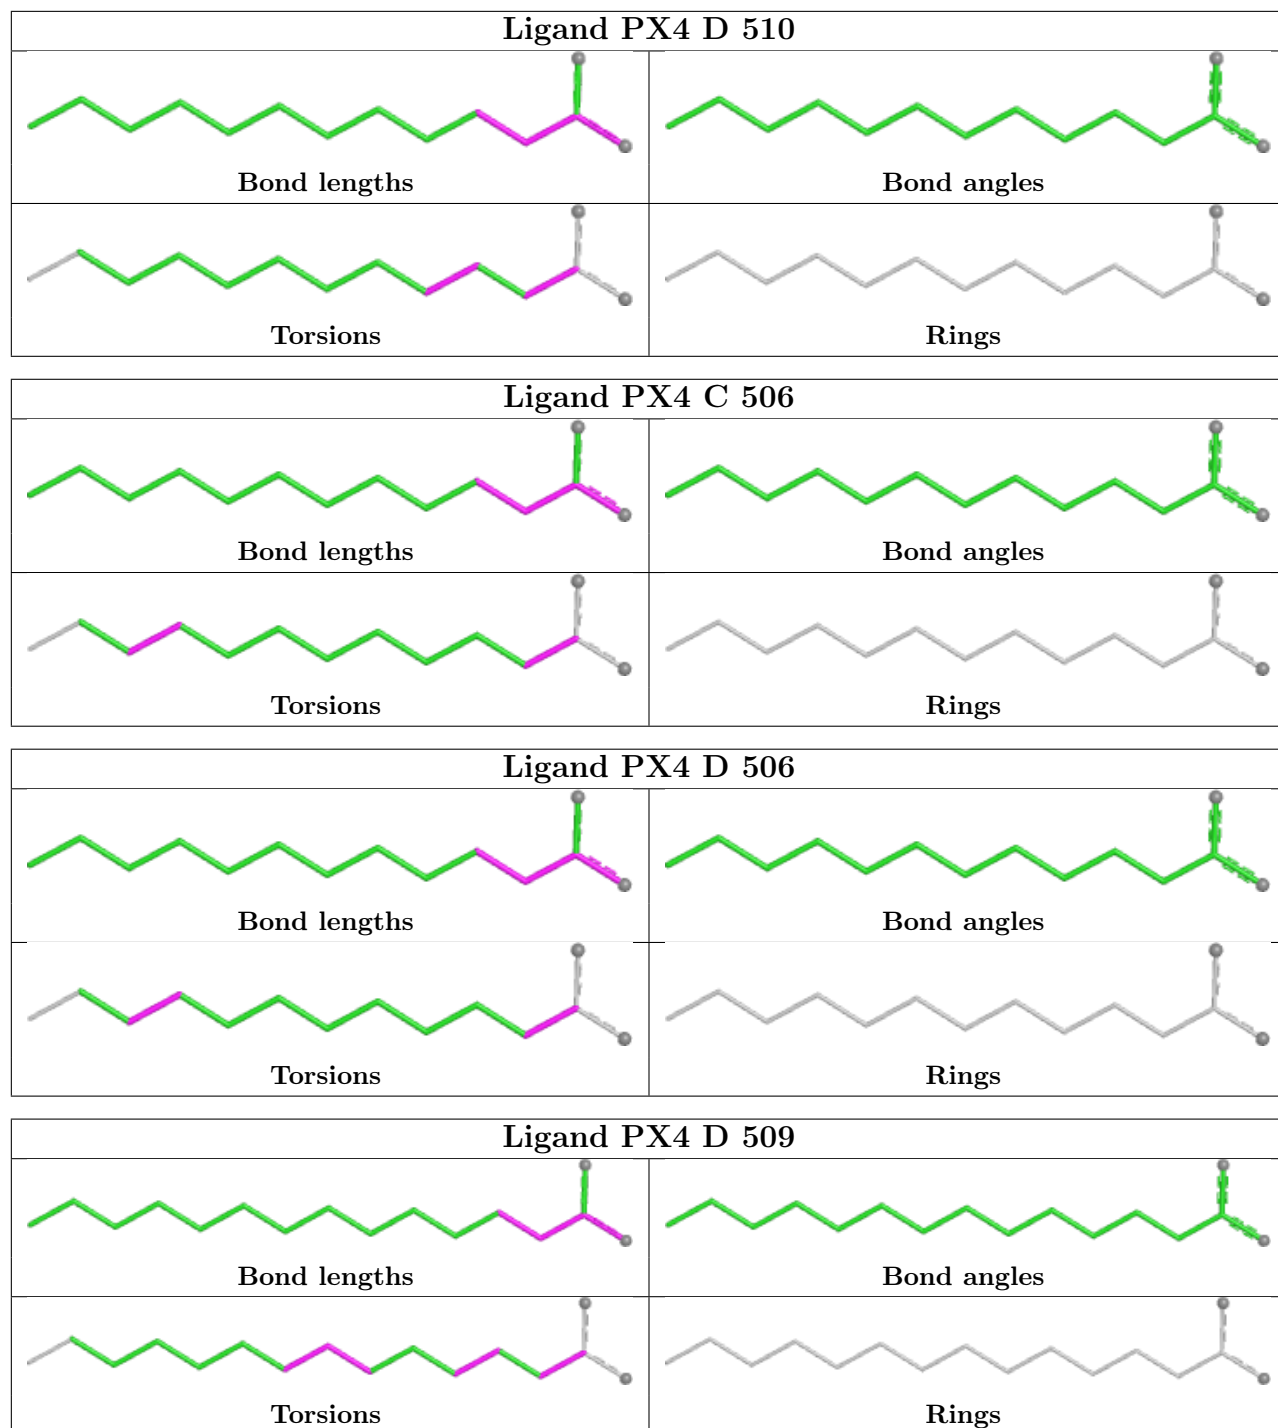 Ligand PX4 D 510
Bond lengths
Bond angles
Torsions
Rings
Ligand PX4 C 506
Bond lengths
Bond angles
Torsions
Rings
Ligand PX4 D 506
Bond lengths
Bond angles
Torsions
Rings
Ligand PX4 D 509
Bond lengths
Bond angles
Torsions
Rings